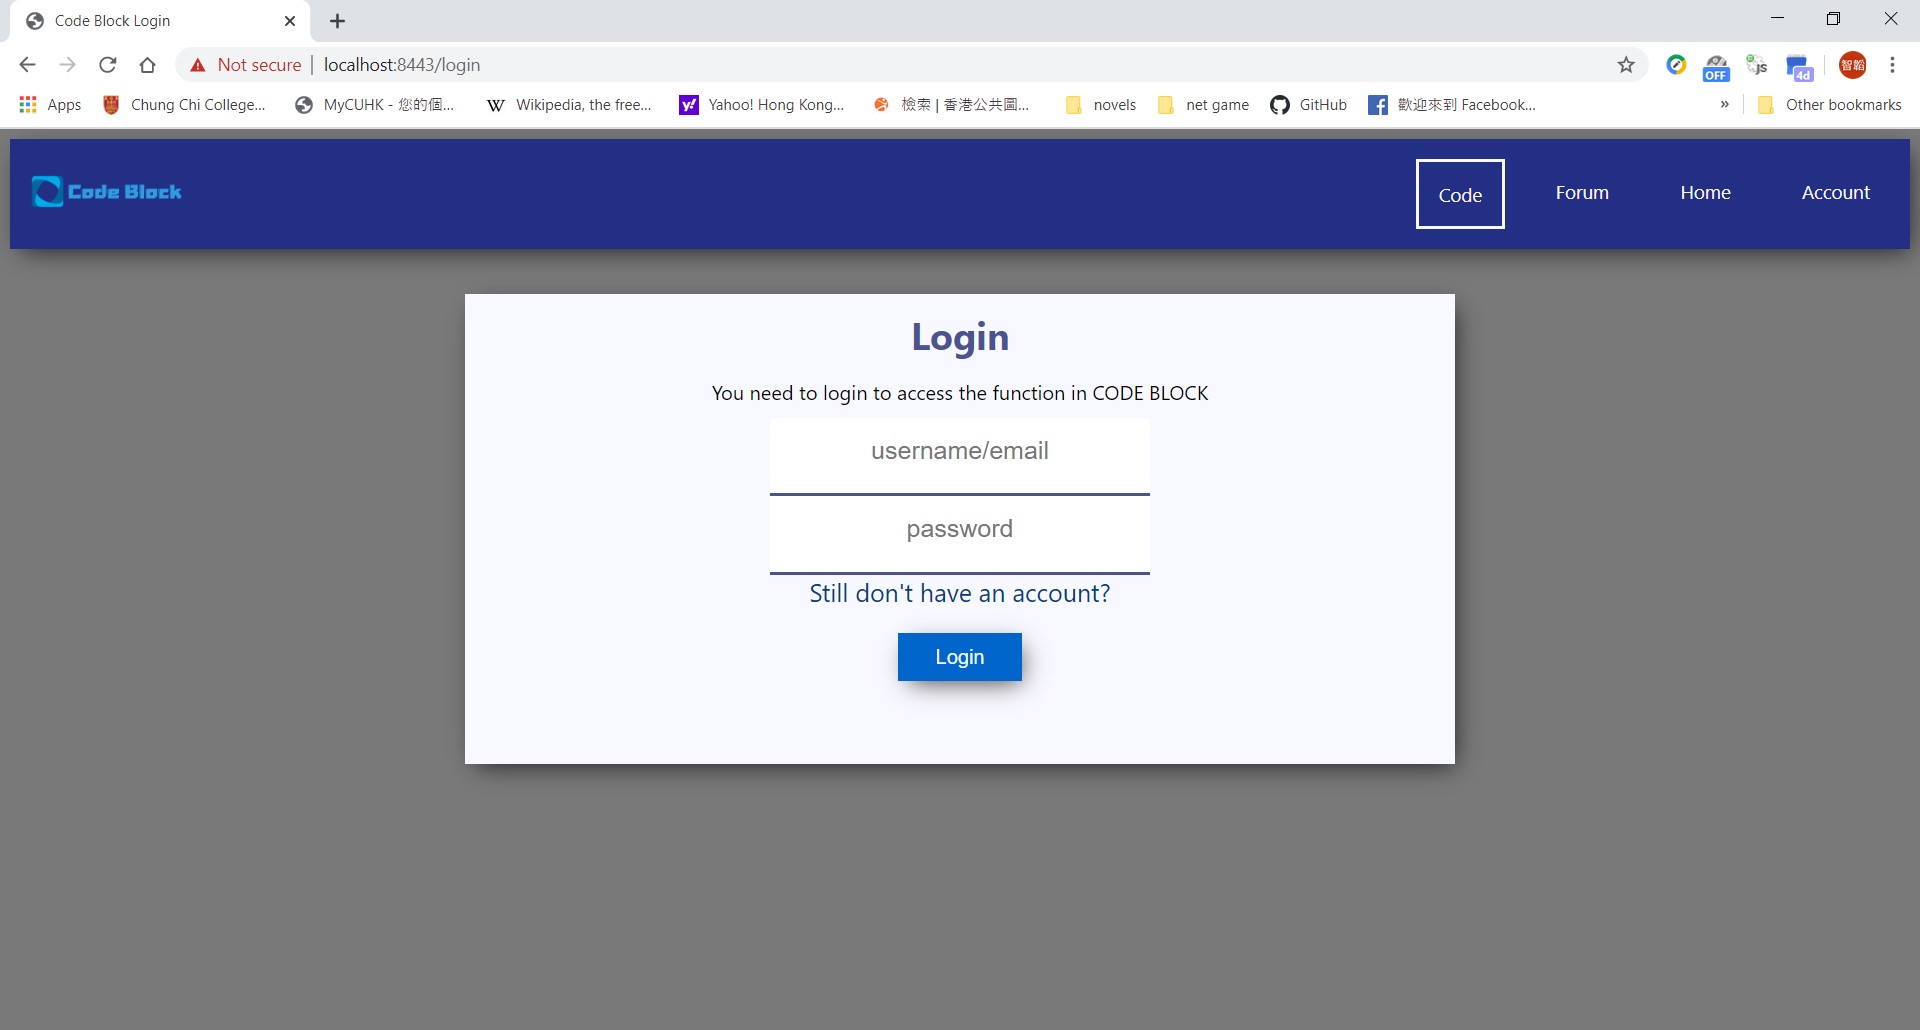 Code Block Login
Not secure | localhost:8443/login
OFF
js
4d
智韜
Apps
Chung Chi College...
MyCUHK - 您的個...
W Wikipedia, the free...
y! Yahoo! Hong Kong...
檢索 | 香港公共圖...
novels
net game
GitHub
歡迎來到 Facebook...
»
Other bookmarks
Code Block
Code
Forum
Home
Account
Login
You need to login to access the function in CODE BLOCK
username/email
password
Still don't have an account?
Login